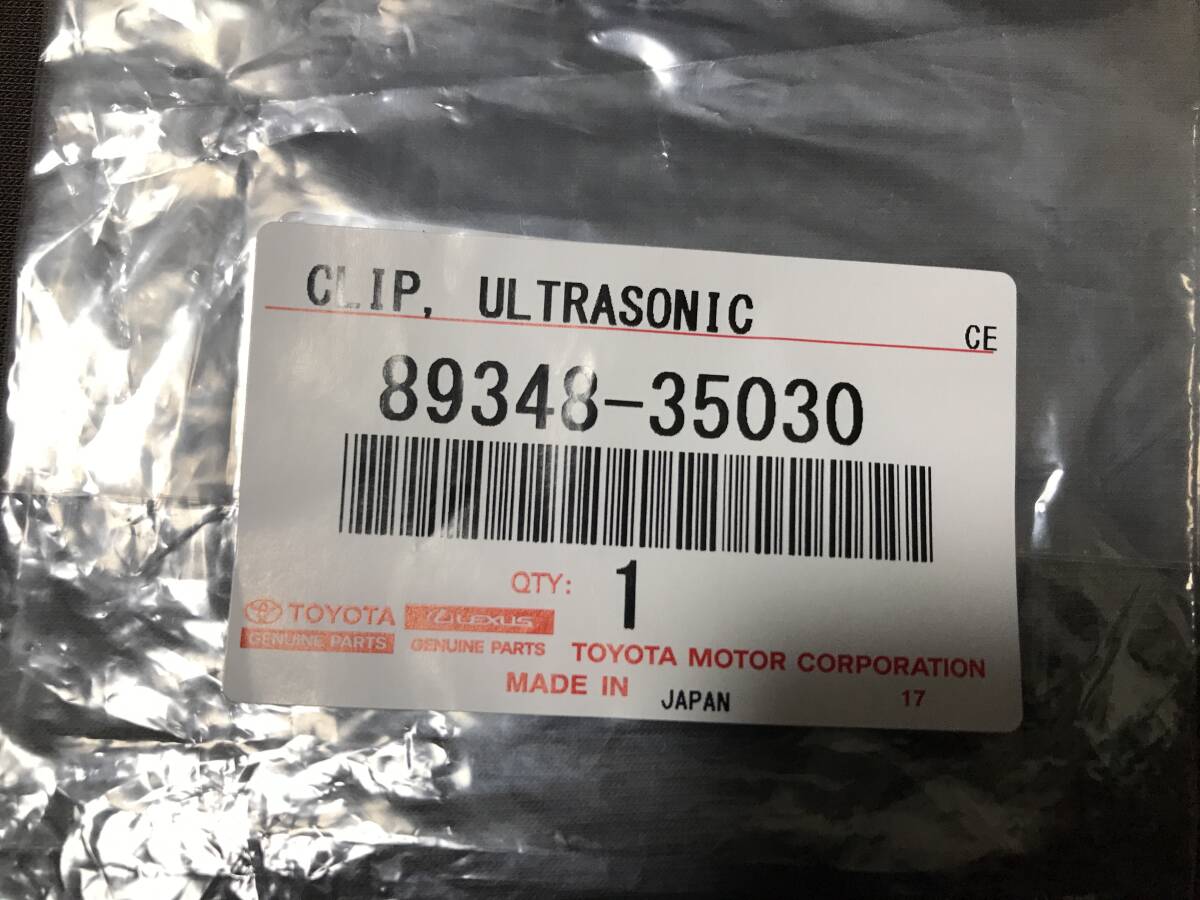 CLIP, ULTRASONIC
CE
89348-35030
QTY: 1
TOYOTA LEXUS
GENUINE PARTS GENUINE PARTS TOYOTA MOTOR CORPORATION
MADE IN JAPAN 17